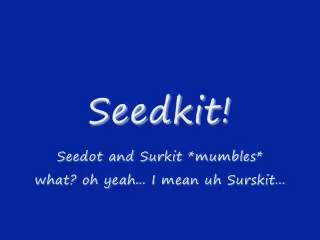 Seedkit!
Seedot and Surkit *mumbles*
what? oh yeah... I mean uh Surskit...